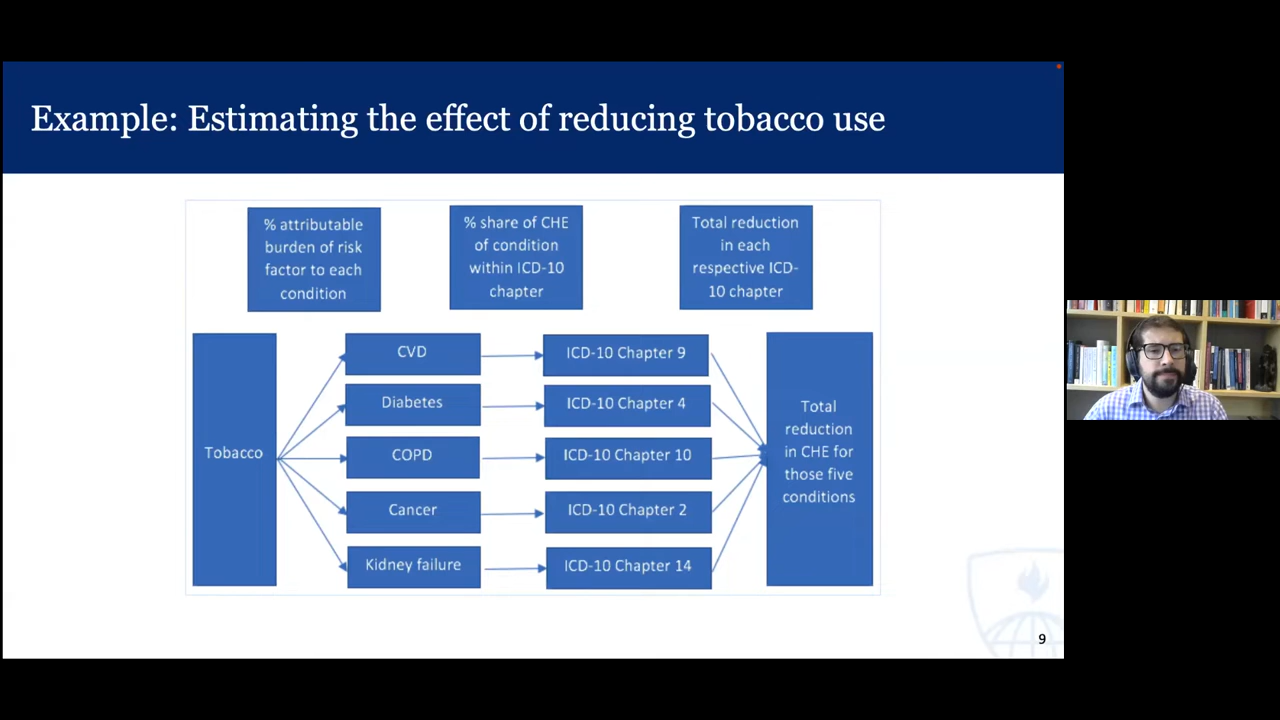 Example: Estimating the effect of reducing tobacco use
% attributable
burden of risk
factor to each
condition
% share of CHE
of condition
within ICD-10
chapter
Total reduction
in each
respective ICD-
10 chapter
Tobacco
CVD
Diabetes
COPD
Cancer
Kidney failure
ICD-10 Chapter 9
ICD-10 Chapter 4
ICD-10 Chapter 10
ICD-10 Chapter 2
ICD-10 Chapter 14
Total
reduction
in CHE for
those five
conditions
9